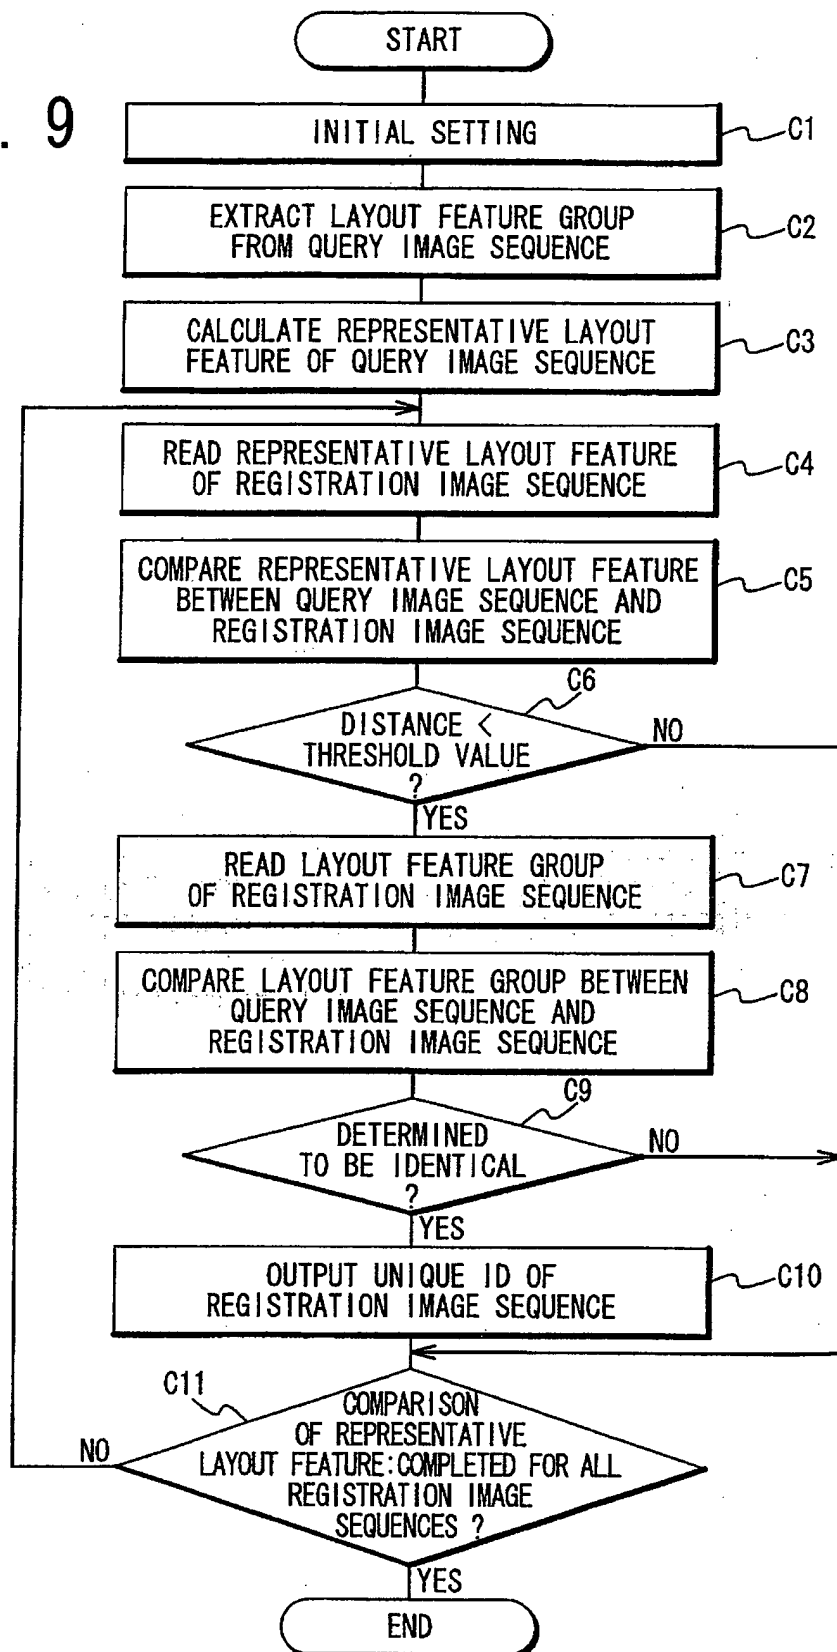 START
. 9
INITIAL SETTING
C1
EXTRACT LAYOUT FEATURE GROUP
FROM QUERY IMAGE SEQUENCE
C2
CALCULATE REPRESENTATIVE LAYOUT
FEATURE OF QUERY IMAGE SEQUENCE
C3
READ REPRESENTATIVE LAYOUT FEATURE
OF REGISTRATION IMAGE SEQUENCE
C4
COMPARE REPRESENTATIVE LAYOUT FEATURE
BETWEEN QUERY IMAGE SEQUENCE AND
REGISTRATION IMAGE SEQUENCE
C5
C6
DISTANCE <
THRESHOLD VALUE
?
NO
YES
READ LAYOUT FEATURE GROUP
OF REGISTRATION IMAGE SEQUENCE
C7
COMPARE LAYOUT FEATURE GROUP BETWEEN
QUERY IMAGE SEQUENCE AND
REGISTRATION IMAGE SEQUENCE
C8
C9
DETERMINED
TO BE IDENTICAL
?
NO
YES
OUTPUT UNIQUE ID OF
REGISTRATION IMAGE SEQUENCE
C10
C11
COMPARISON
OF REPRESENTATIVE
LAYOUT FEATURE:COMPLETED FOR ALL
REGISTRATION IMAGE
SEQUENCES ?
NO
YES
END